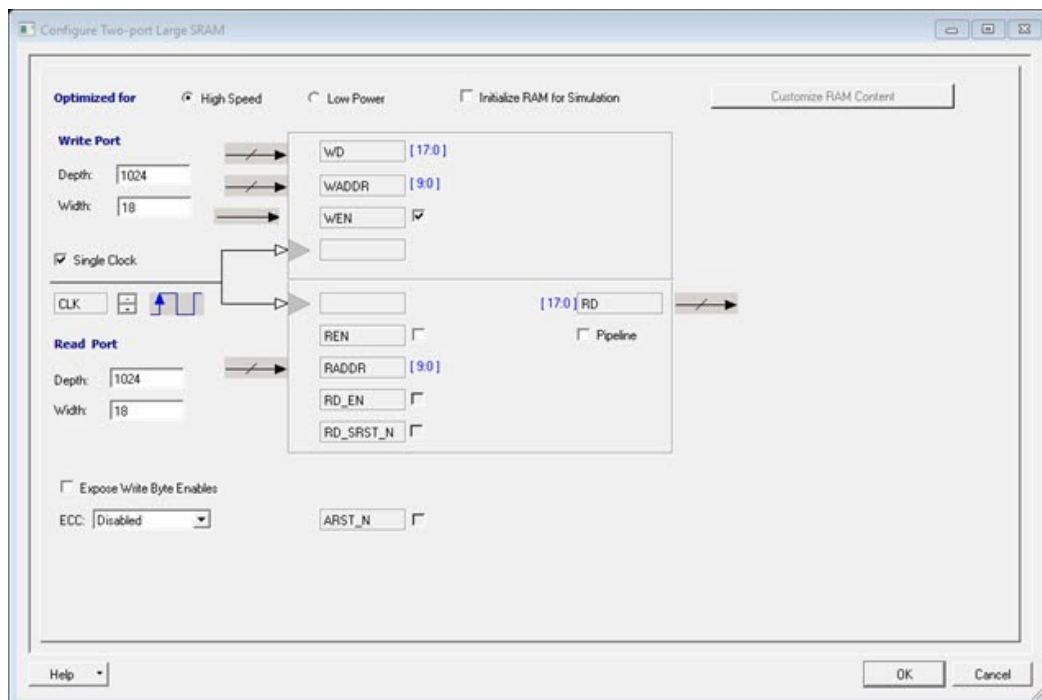 Configure Two-port Large SRAM
Optimized for High Speed Low Power Initialize RAM for Simulation Customize RAM Content
Write Port
WD [17:0]
Depth: 1024
WADDR [9:0]
Width: 18
WEN
Single Clock
CLK
[17:0] RD
REN Pipeline
Read Port
RADDR [9:0]
Depth: 1024
RD_EN
Width: 18
RD_SRST_N
Expose Write Byte Enables
ECC: Disabled ARST_N
Help OK Cancel